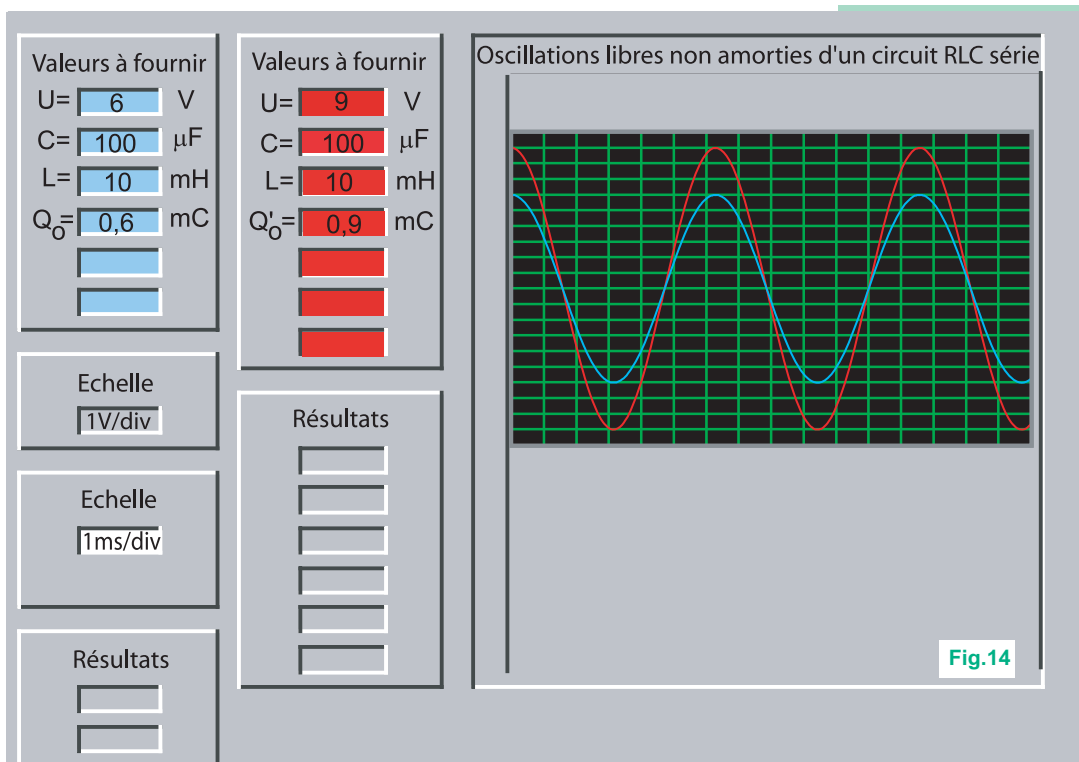 Valeurs à fournir
U= 6 V
C= 100 µF
L= 10 mH
Qo= 0,6 mC
Echelle
1V/div
Echelle
1ms/div
Résultats
Valeurs à fournir
U= 9 V
C= 100 µF
L= 10 mH
Q'o= 0,9 mC
Résultats
Oscillations libres non amorties d'un circuit RLC série
Fig.14